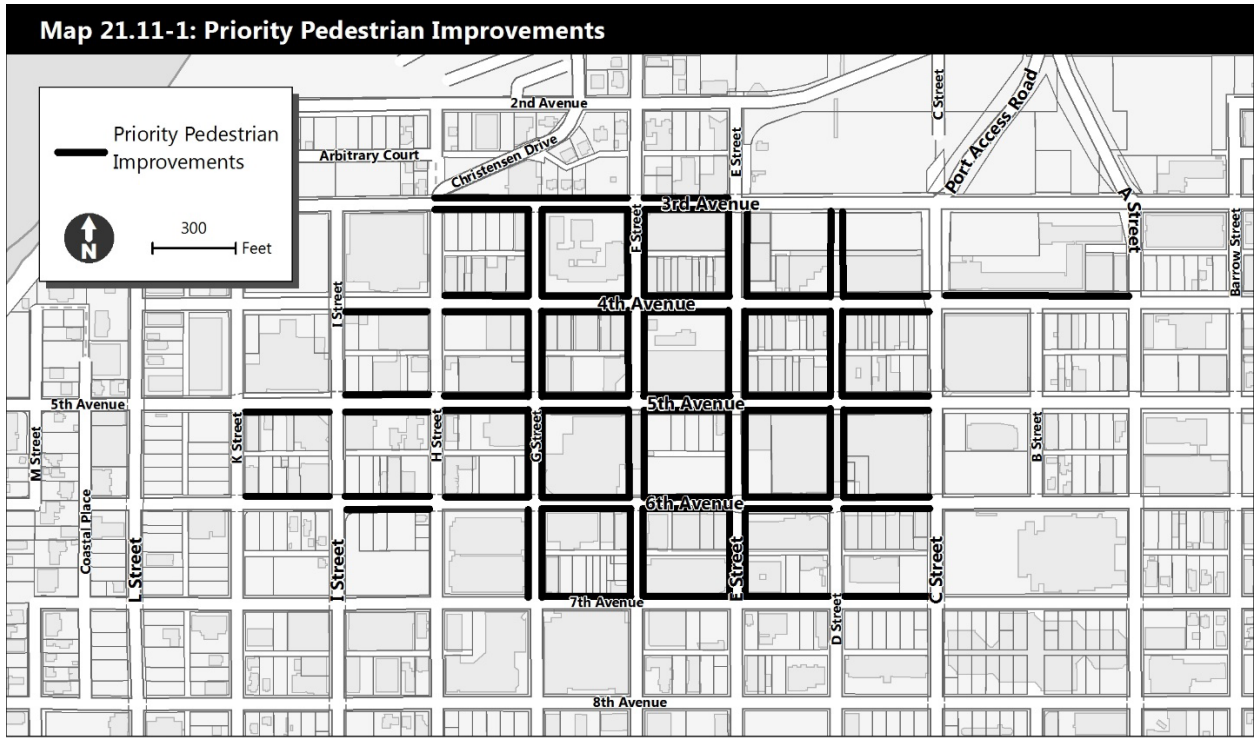 Map 21.11-1: Priority Pedestrian Improvements
Priority Pedestrian
Improvements
N
300
Feet
2nd Avenue
Arbitrary Court
Christensen Drive
E Street
C Street
Port Access Road
A Street
3rd Avenue
F Street
Barrow Street
I Street
4th Avenue
5th Avenue
5th Avenue
M Street
K Street
H Street
G Street
B Street
6th Avenue
Coastal Place
L Street
I Street
E Street
C Street
7th Avenue
D Street
8th Avenue